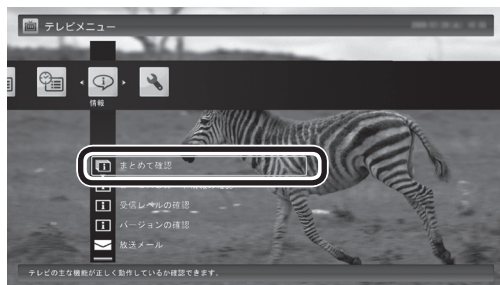 テレビメニュー
情報
まとめて確認
受信レベルの確認
バージョンの確認
放送メール
テレビの主な機能が正しく動作しているか確認できます。